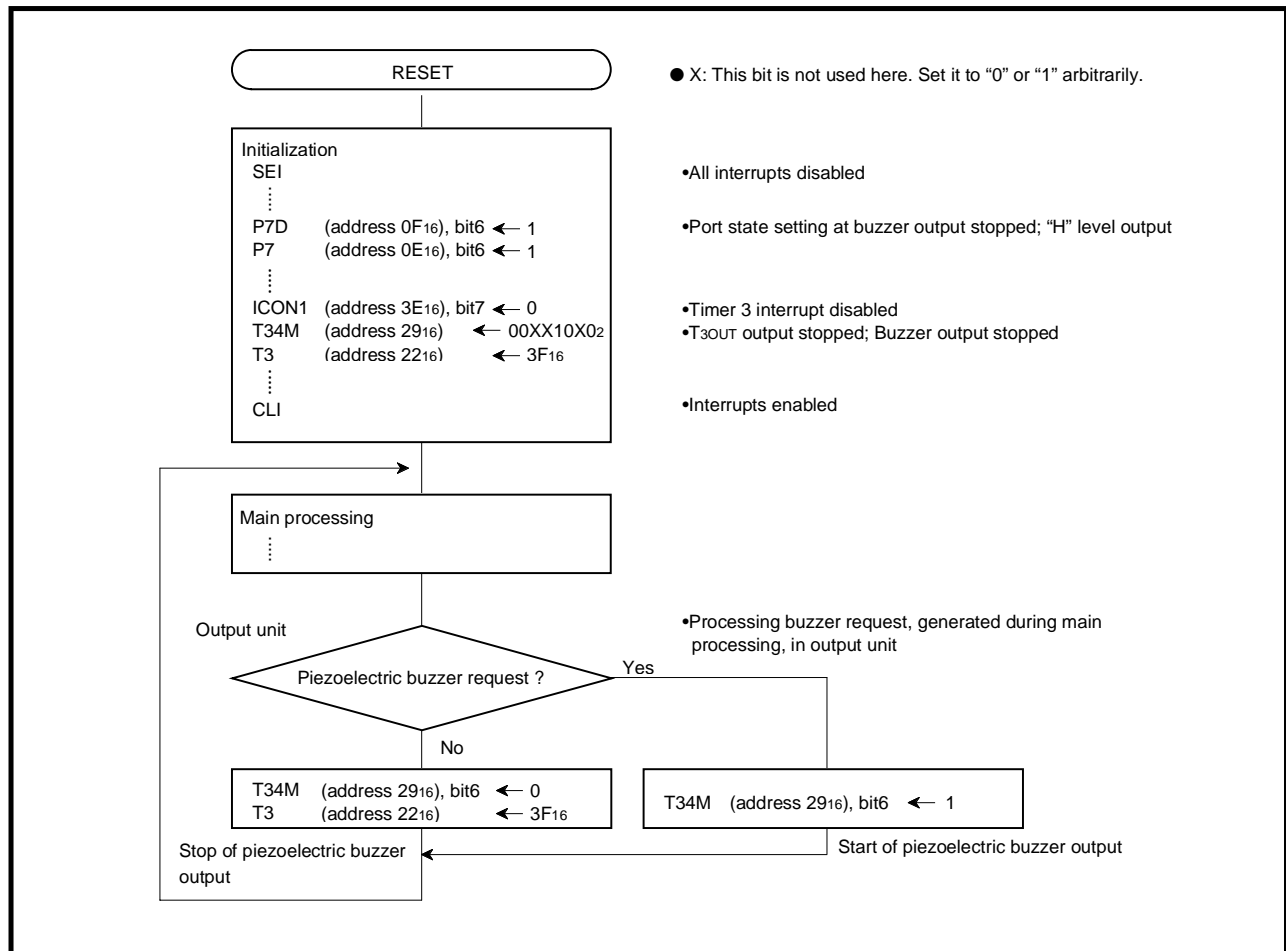 RESET
● X: This bit is not used here. Set it to “0” or “1” arbitrarily.
Initialization
SEI
•All interrupts disabled
P7D (address 0F16), bit6 ← 1
•Port state setting at buzzer output stopped; “H” level output
P7 (address 0E16), bit6 ← 1
ICON1 (address 3E16), bit7 ← 0
•Timer 3 interrupt disabled
T34M (address 2916) ← 00XX10X02
•T3OUT output stopped; Buzzer output stopped
T3 (address 2216) ← 3F16
CLI
•Interrupts enabled
Main processing
Output unit
•Processing buzzer request, generated during main
processing, in output unit
Piezoelectric buzzer request ?
Yes
No
T34M (address 2916), bit6 ← 0
T3 (address 2216) ← 3F16
T34M (address 2916), bit6 ← 1
Stop of piezoelectric buzzer
output
Start of piezoelectric buzzer output